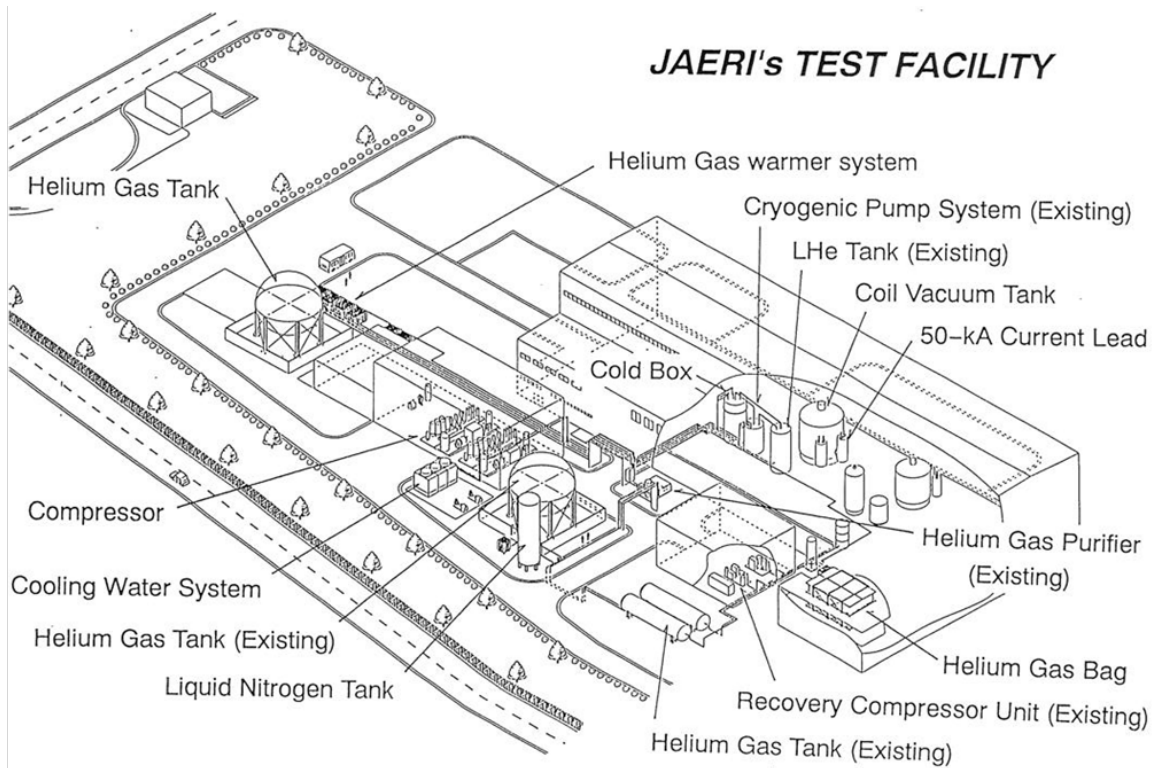 JAERI's TEST FACILITY
Helium Gas warmer system
Helium Gas Tank
Cryogenic Pump System (Existing)
LHe Tank (Existing)
Coil Vacuum Tank
50-kA Current Lead
Cold Box
Compressor
Helium Gas Purifier
(Existing)
Cooling Water System
Helium Gas Tank (Existing)
Liquid Nitrogen Tank
Helium Gas Bag
Recovery Compressor Unit (Existing)
Helium Gas Tank (Existing)